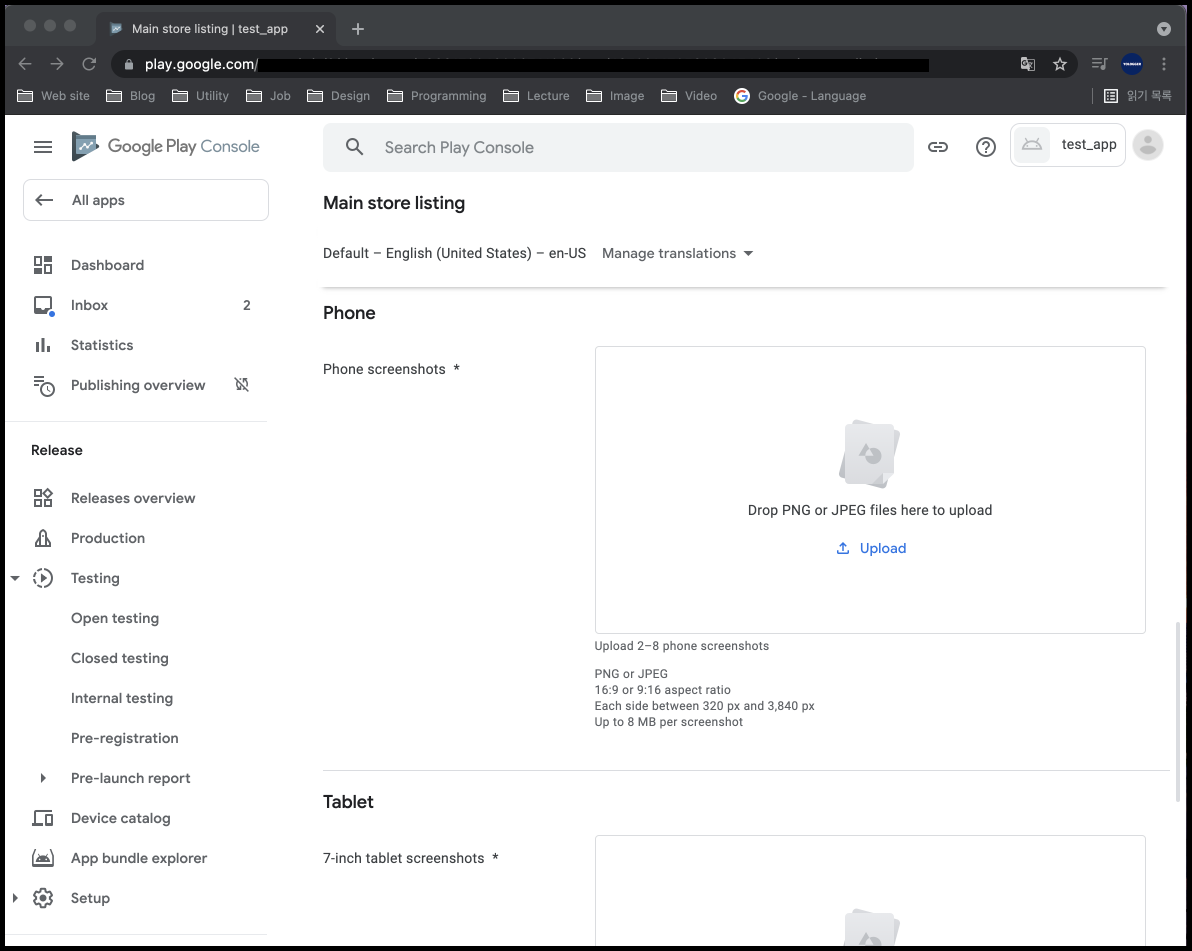 Main store listing | test_app
play.google.com/
Web site Blog Utility Job Design Programming Lecture Image Video Google - Language 읽기 목록
Google Play Console
Search Play Console
test_app
All apps
Dashboard
Inbox 2
Statistics
Publishing overview
Release
Releases overview
Production
Testing
Open testing
Closed testing
Internal testing
Pre-registration
Pre-launch report
Device catalog
App bundle explorer
Setup
Main store listing
Default – English (United States) – en-US Manage translations
Phone
Phone screenshots *
Drop PNG or JPEG files here to upload
Upload
Upload 2–8 phone screenshots
PNG or JPEG
16:9 or 9:16 aspect ratio
Each side between 320 px and 3,840 px
Up to 8 MB per screenshot
Tablet
7-inch tablet screenshots *